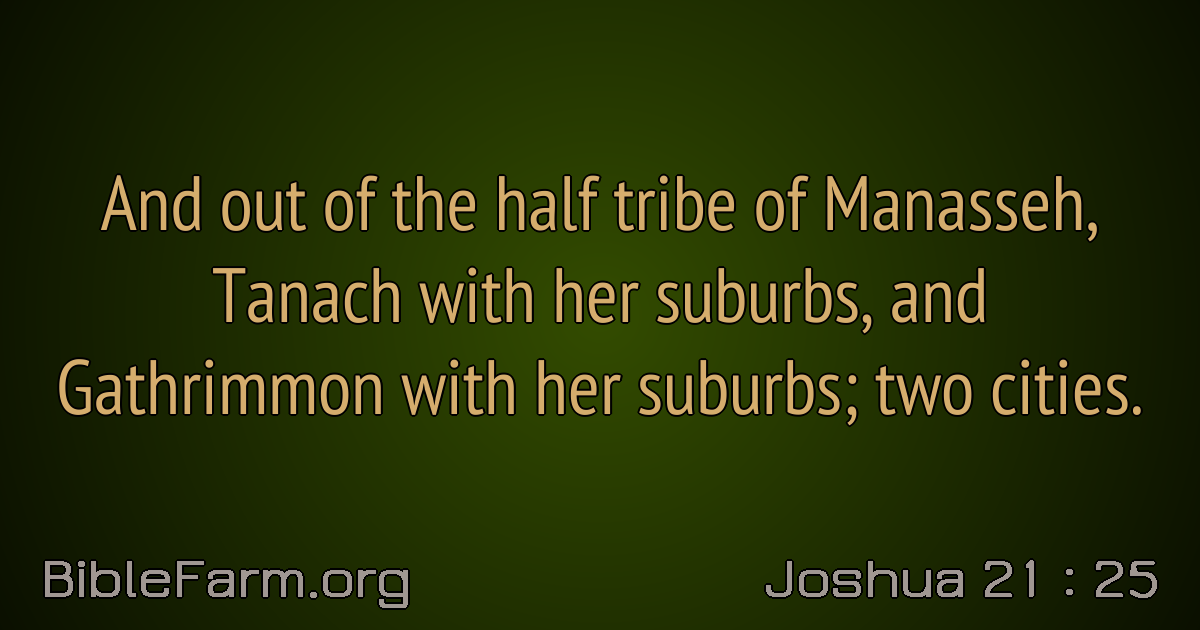 And out of the half tribe of Manasseh,
Tanach with her suburbs, and
Gathrimmon with her suburbs; two cities.
BibleFarm.org
Joshua 21 : 25